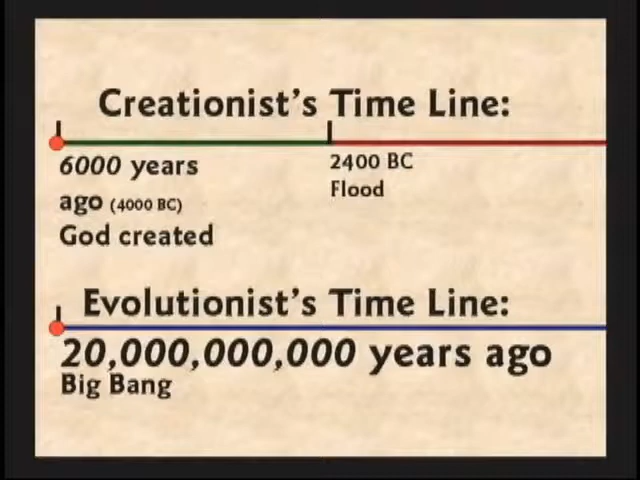 Creationist's Time Line:
6000 years
ago (4000 BC)
God created
2400 BC
Flood
Evolutionist's Time Line:
20,000,000,000 years ago
Big Bang